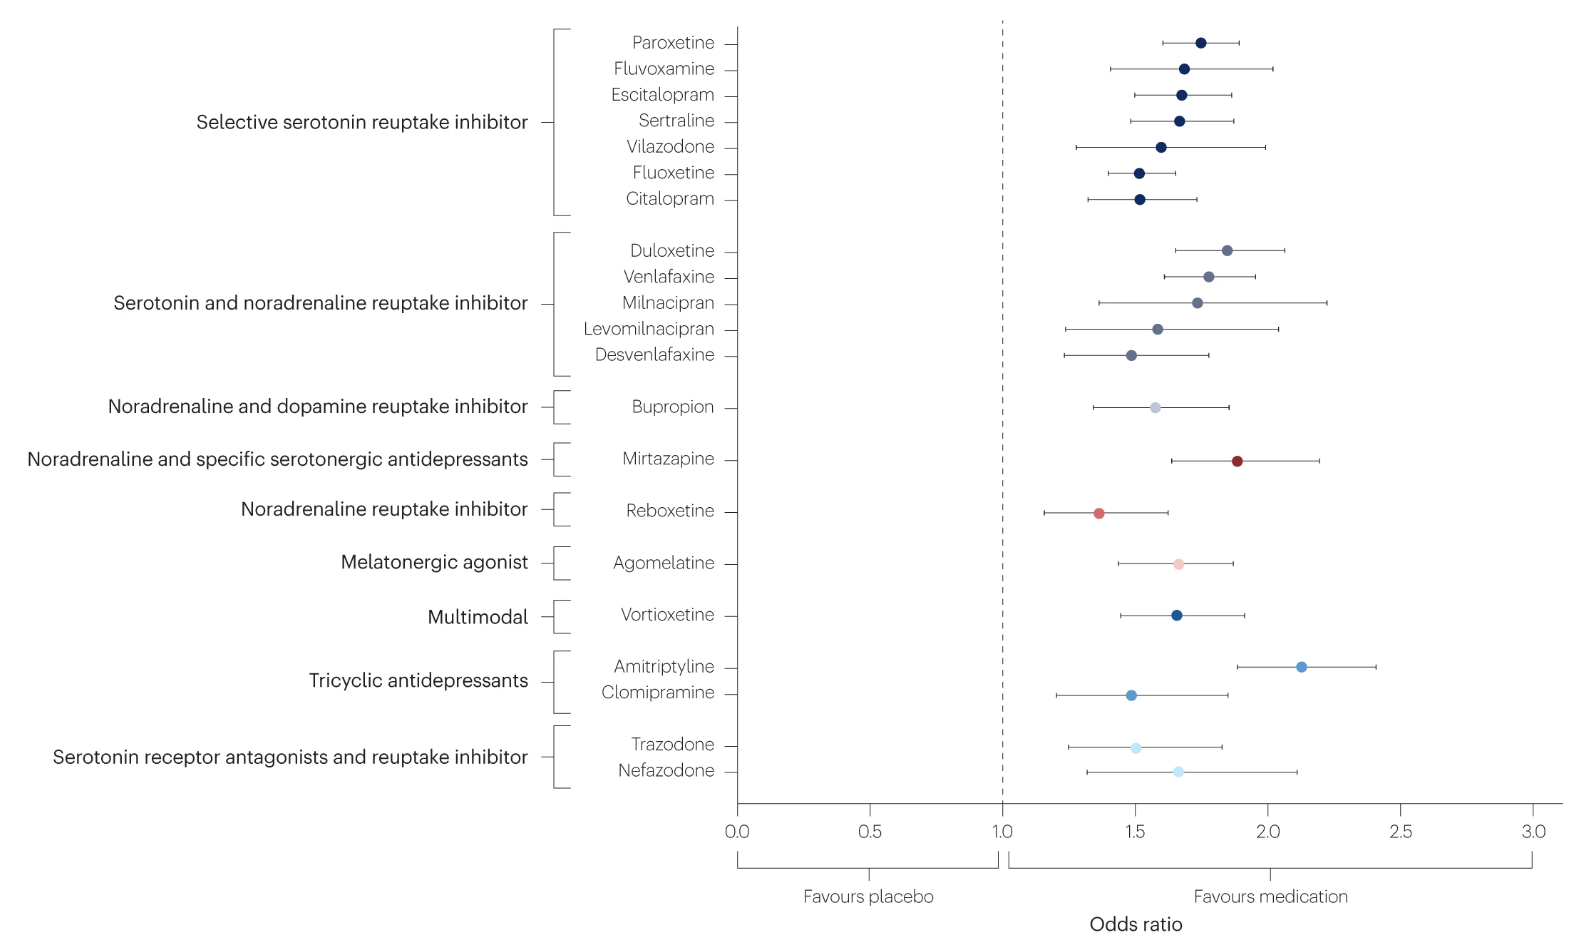 Selective serotonin reuptake inhibitor
Paroxetine
Fluvoxamine
Escitalopram
Sertraline
Vilazodone
Fluoxetine
Citalopram
Serotonin and noradrenaline reuptake inhibitor
Duloxetine
Venlafaxine
Milnacipran
Levomilnacipran
Desvenlafaxine
Noradrenaline and dopamine reuptake inhibitor
Bupropion
Noradrenaline and specific serotonergic antidepressants
Mirtazapine
Noradrenaline reuptake inhibitor
Reboxetine
Melatonergic agonist
Agomelatine
Multimodal
Vortioxetine
Tricyclic antidepressants
Amitriptyline
Clomipramine
Serotonin receptor antagonists and reuptake inhibitor
Trazodone
Nefazodone
0.0 0.5 1.0 1.5 2.0 2.5 3.0
Favours placebo Favours medication
Odds ratio